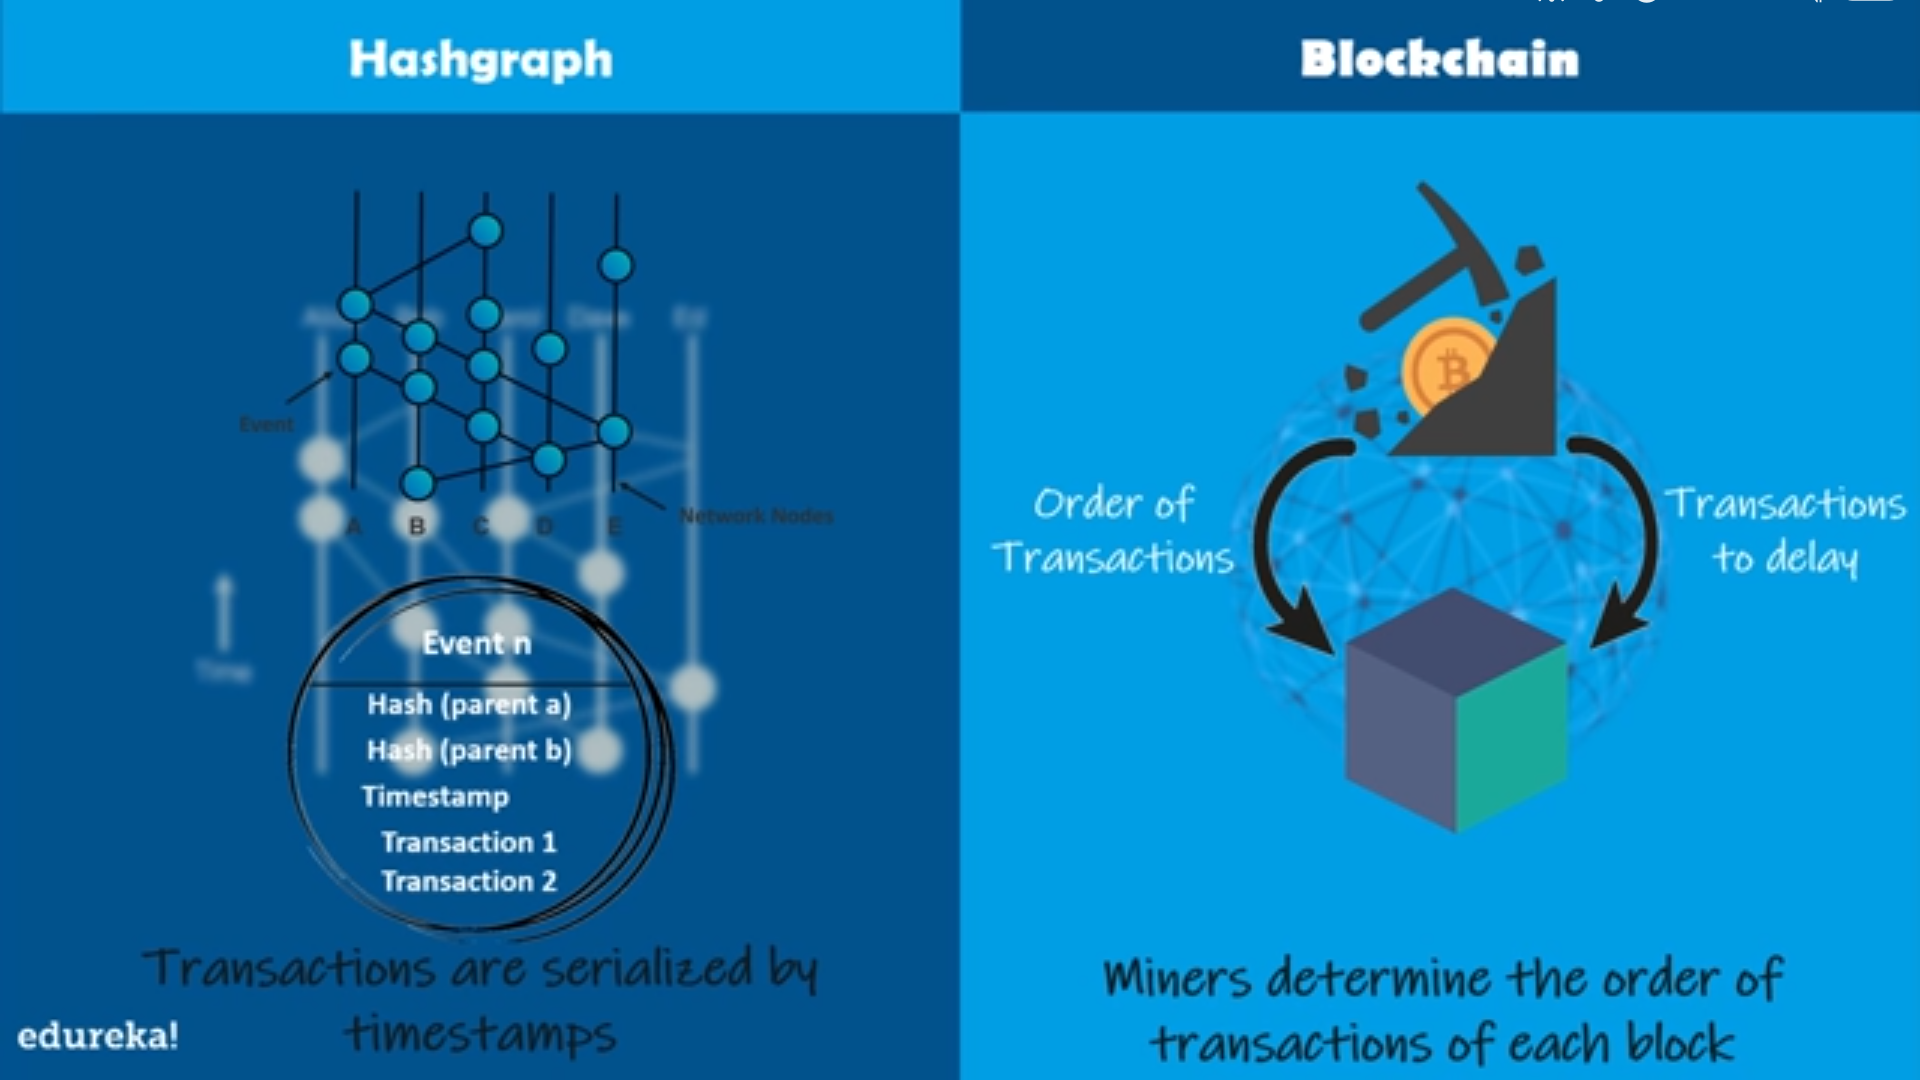 Hashgraph
Blockchain
Event
A B C D E
Network Nodes
Time
Event n
Hash (parent a)
Hash (parent b)
Timestamp
Transaction 1
Transaction 2
Transactions are serialized by
timestamps
edureka!
Order of
Transactions
Transactions
to delay
Miners determine the order of
transactions of each block